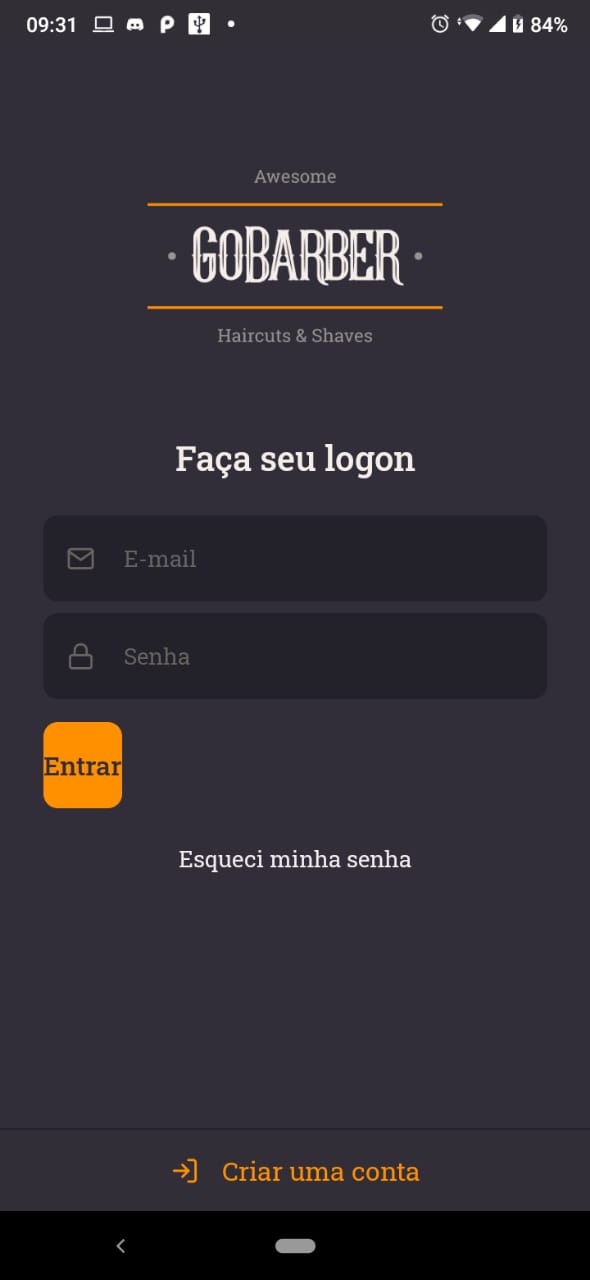 09:31 84%
Awesome
GOBARBER
Haircuts & Shaves
Faça seu logon
E-mail
Senha
Entrar
Esqueci minha senha
Criar uma conta